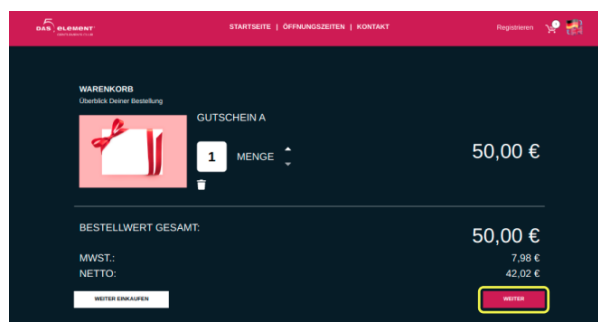 DAS 5. ELEMENT
STARTSEITE | ÖFFNUNGSZEITEN | KONTAKT
Registrieren
WARENKORB
Überblick Deiner Bestellung
GUTSCHEIN A
1 MENGE
50,00 €
BESTELLWERT GESAMT:
50,00 €
MWST.:
7,98 €
NETTO:
42,02 €
WEITER EINKAUFEN
WEITER